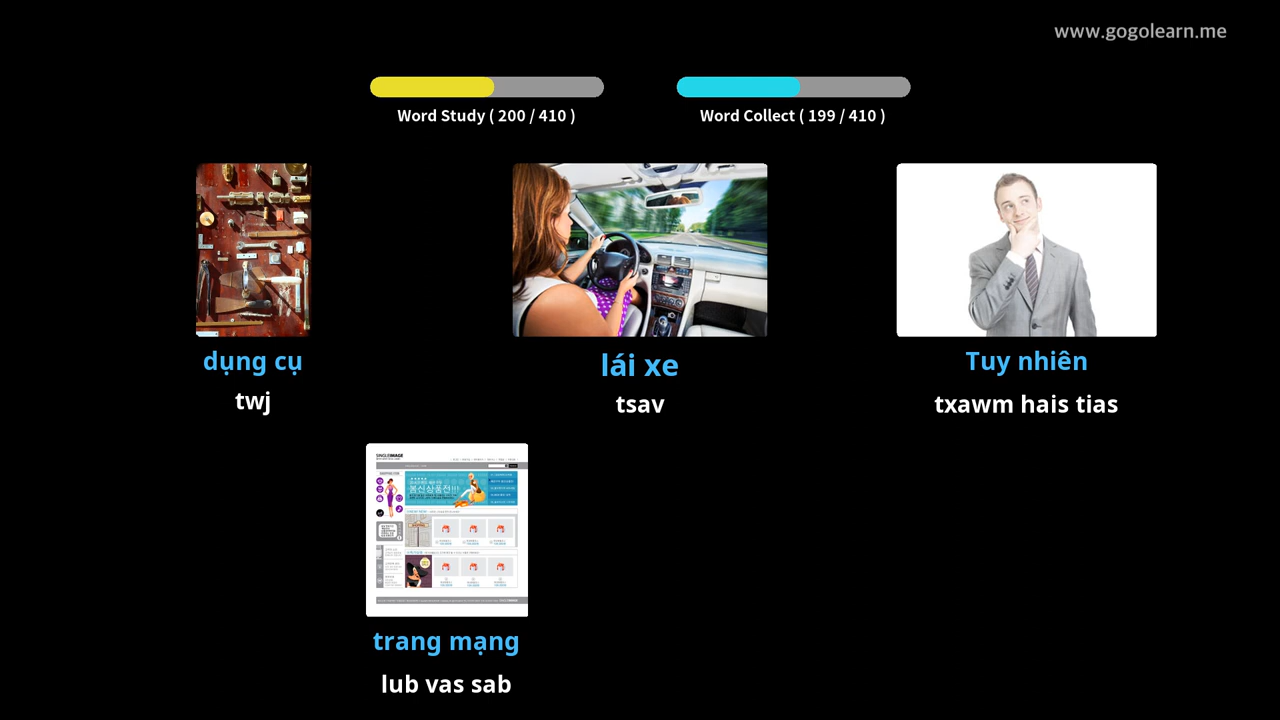 www.gogolearn.me
Word Study ( 200 / 410 )
Word Collect ( 199 / 410 )
dụng cụ
lái xe
Tuy nhiên
twj
tsav
txawm hais tias
SINGLEIMAGE
trang mạng
lub vas sab